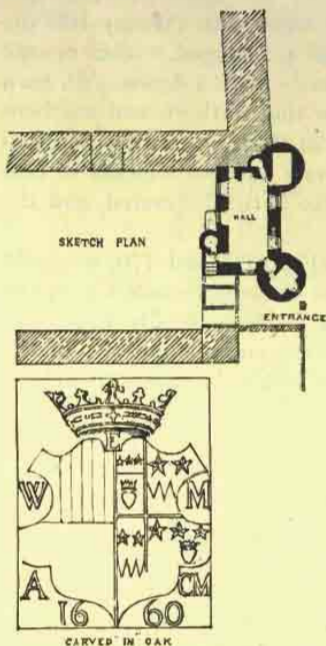 HALL
SKETCH PLAN
ENTRANCE
E
W M
A CM
16 60
CARVED IN OAK